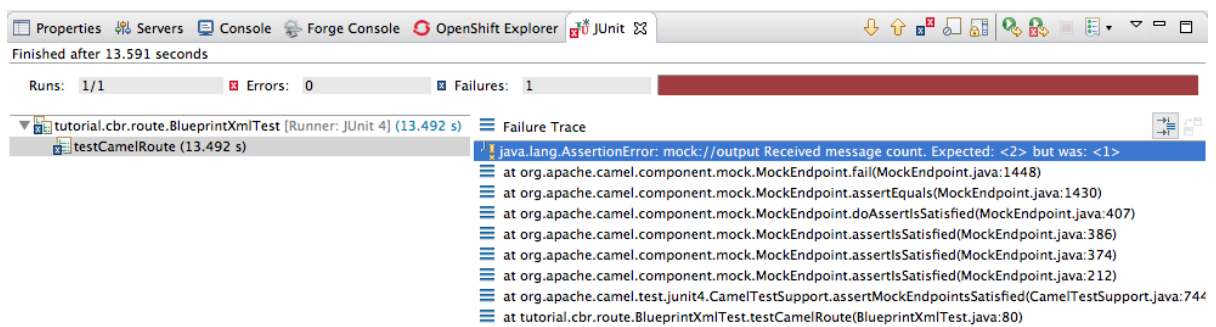 Properties Servers Console Forge Console OpenShift Explorer JUnit
Finished after 13.591 seconds
Runs: 1/1 Errors: 0 Failures: 1
tutorial.cbr.route.BlueprintXmlTest [Runner: JUnit 4] (13.492 s)
testCamelRoute (13.492 s)
Failure Trace
java.lang.AssertionError: mock://output Received message count. Expected: <2> but was: <1>
at org.apache.camel.component.mock.MockEndpoint.fail(MockEndpoint.java:1448)
at org.apache.camel.component.mock.MockEndpoint.assertEquals(MockEndpoint.java:1430)
at org.apache.camel.component.mock.MockEndpoint.doAssertIsSatisfied(MockEndpoint.java:407)
at org.apache.camel.component.mock.MockEndpoint.assertIsSatisfied(MockEndpoint.java:386)
at org.apache.camel.component.mock.MockEndpoint.assertIsSatisfied(MockEndpoint.java:374)
at org.apache.camel.component.mock.MockEndpoint.assertIsSatisfied(MockEndpoint.java:212)
at org.apache.camel.test.junit4.CamelTestSupport.assertMockEndpointsSatisfied(CamelTestSupport.java:744
at tutorial.cbr.route.BlueprintXmlTest.testCamelRoute(BlueprintXmlTest.java:80)